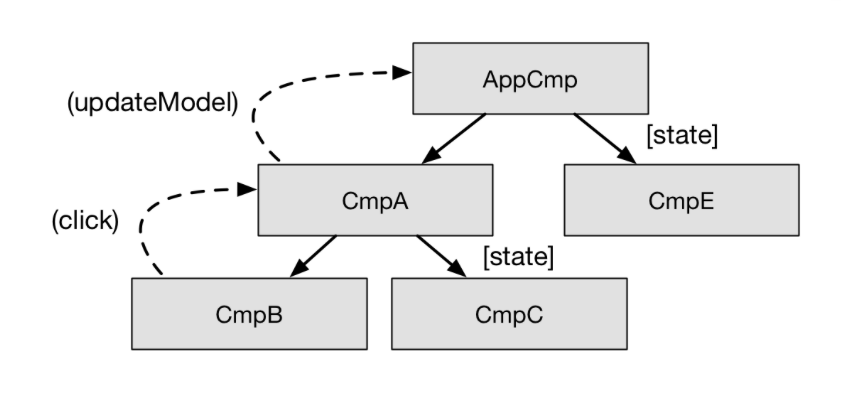 AppCmp
(updateModel)
[state]
CmpA
CmpE
(click)
[state]
CmpB
CmpC